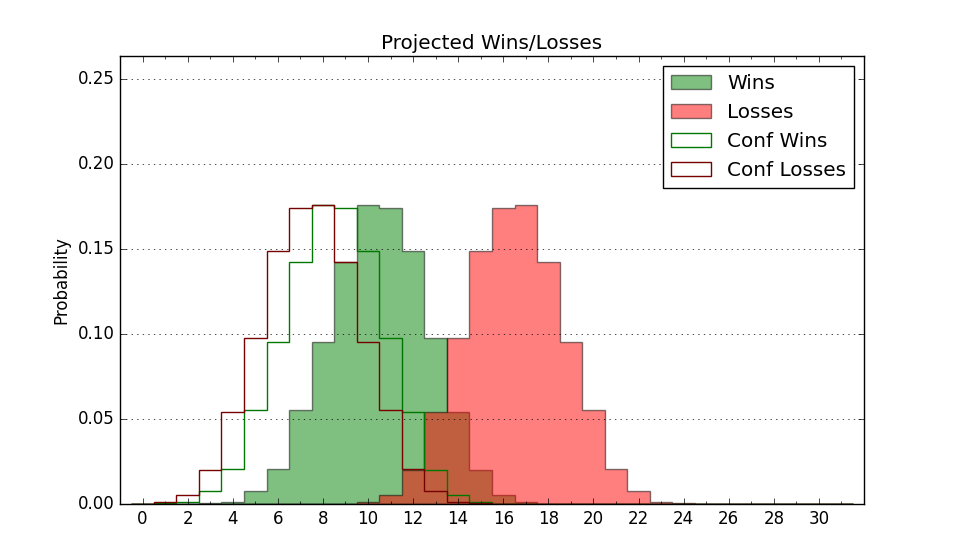 Projected Wins/Losses
Probability
0.25
0.20
0.15
0.10
0.05
0.00
0 2 4 6 8 10 12 14 16 18 20 22 24 26 28 30
Wins
Losses
Conf Wins
Conf Losses